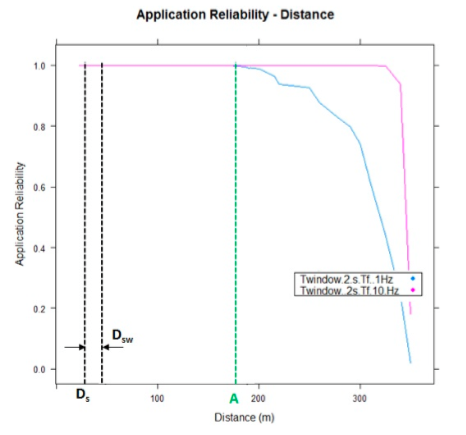 Application Reliability - Distance
Application Reliability
1.0
0.8
0.6
0.4
0.2
0.0
Twindow.2.s.Tf..1Hz
Twindow..2s.Tf.10.Hz
Dsw
Ds
100
A
200
300
Distance (m)